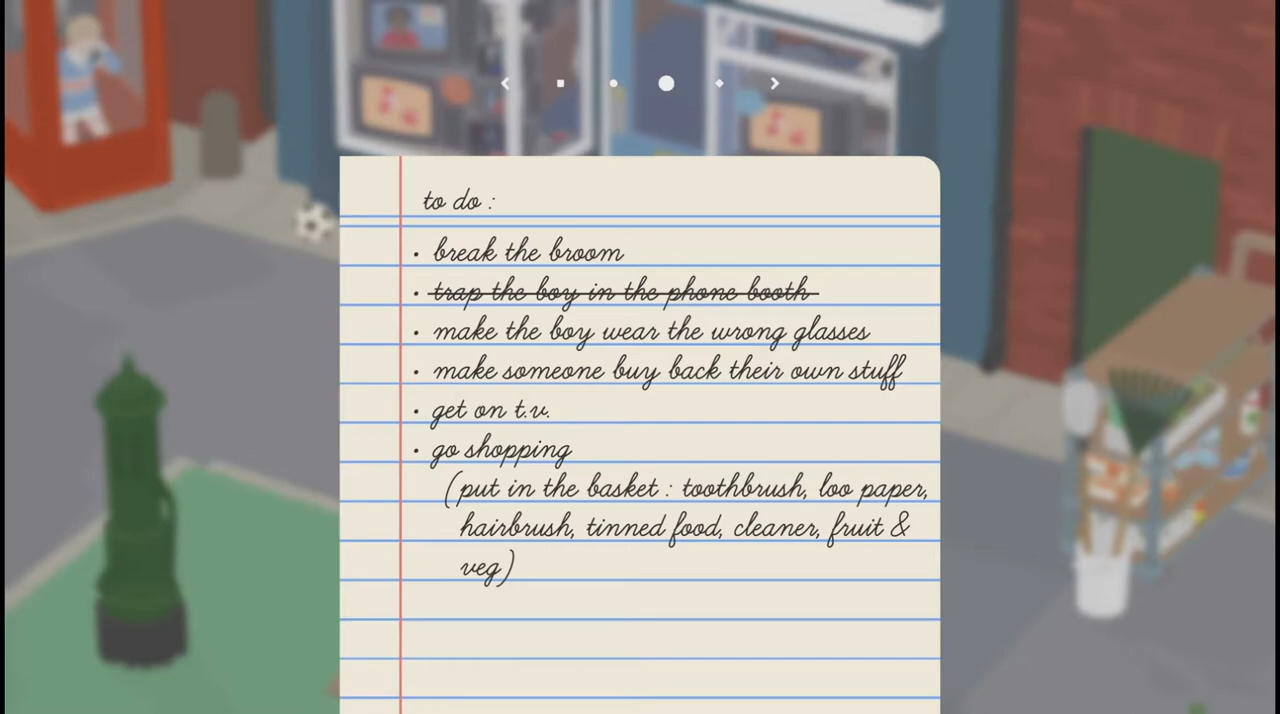 to do :
• break the broom
• trap the boy in the phone booth
• make the boy wear the wrong glasses
• make someone buy back their own stuff
• get on t.v.
• go shopping
(put in the basket : toothbrush, loo paper,
hairbrush, tinned food, cleaner, fruit &
veg)